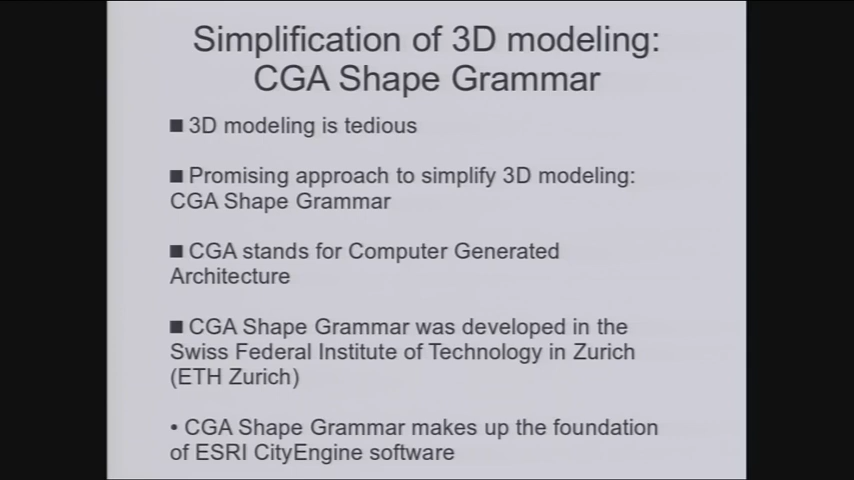 Simplification of 3D modeling:
CGA Shape Grammar
■ 3D modeling is tedious
■ Promising approach to simplify 3D modeling:
CGA Shape Grammar
■ CGA stands for Computer Generated
Architecture
■ CGA Shape Grammar was developed in the
Swiss Federal Institute of Technology in Zurich
(ETH Zurich)
• CGA Shape Grammar makes up the foundation
of ESRI CityEngine software